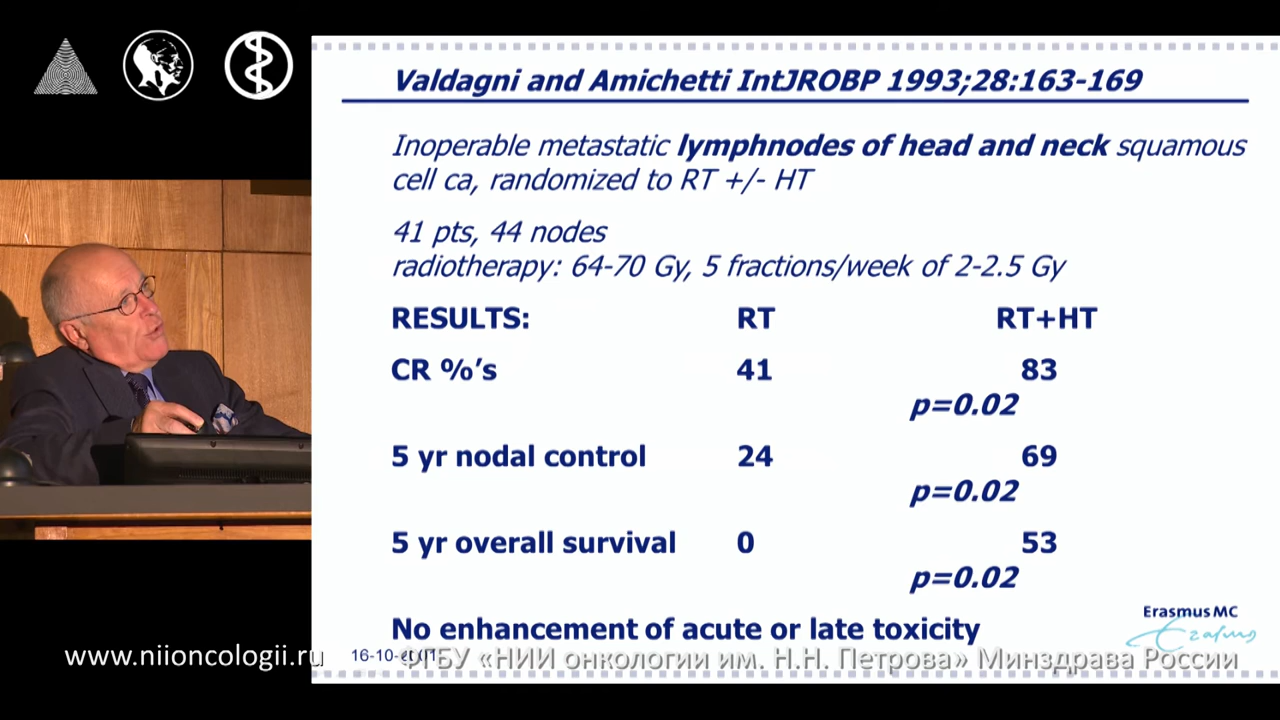 Valdagni and Amichetti IntJROBP 1993;28:163-169
Inoperable metastatic lymphnodes of head and neck squamous
cell ca, randomized to RT +/- HT
41 pts, 44 nodes
radiotherapy: 64-70 Gy, 5 fractions/week of 2-2.5 Gy
RESULTS: RT RT+HT
CR %'s 41 83
p=0.02
5 yr nodal control 24 69
p=0.02
5 yr overall survival 0 53
p=0.02
No enhancement of acute or late toxicity
Erasmus MC
Erasmus
www.niioncologii.ru
ФГБУ «НИИ онкологии им. Н.Н. Петрова» Минздрава России